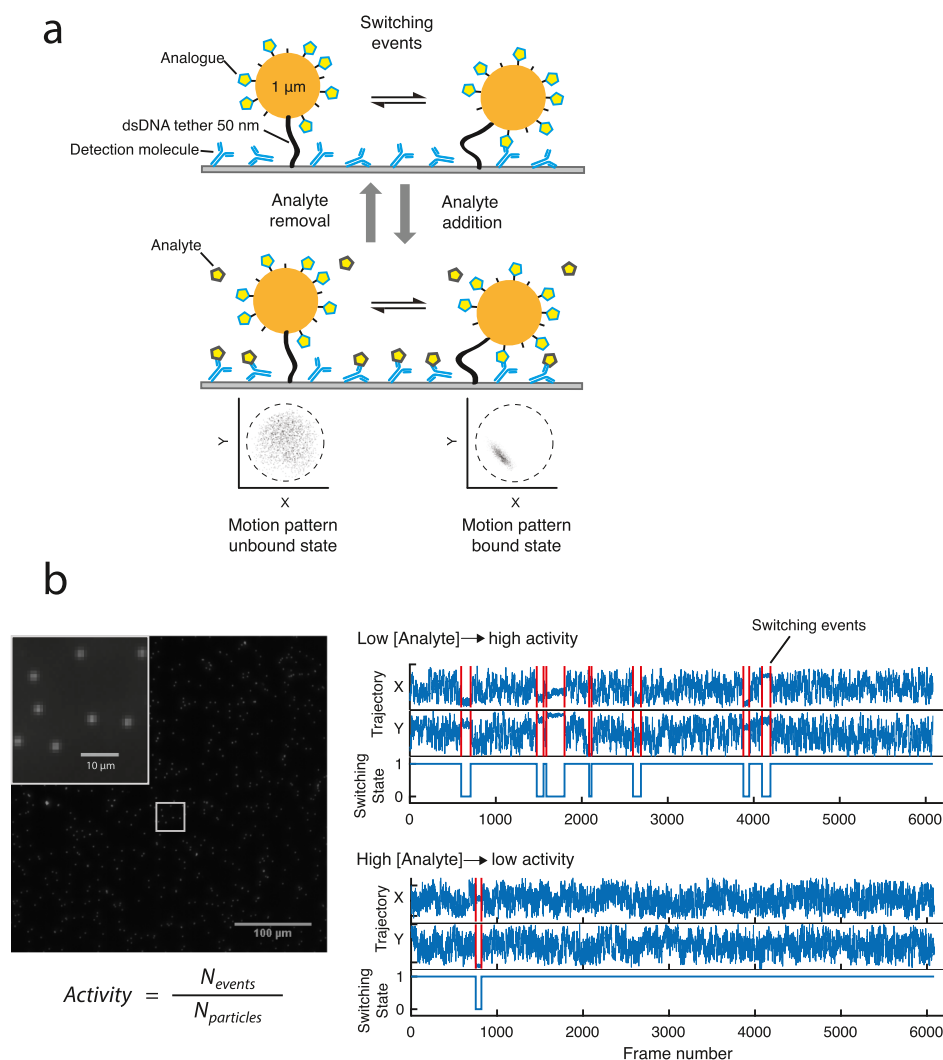 a
Switching
events
Analogue
1 µm
dsDNA tether 50 nm
Detection molecule
Analyte
removal
Analyte
addition
Analyte
Y
X
Motion pattern
unbound state
Y
X
Motion pattern
bound state
b
10 µm
100 µm
Activity = N events / N particles
Low [Analyte]→ high activity
Switching events
Trajectory
X
Y
Switching
State
1
0
0 1000 2000 3000 4000 5000 6000
High [Analyte]→ low activity
Trajectory
X
Y
Switching
State
1
0
0 1000 2000 3000 4000 5000 6000
Frame number